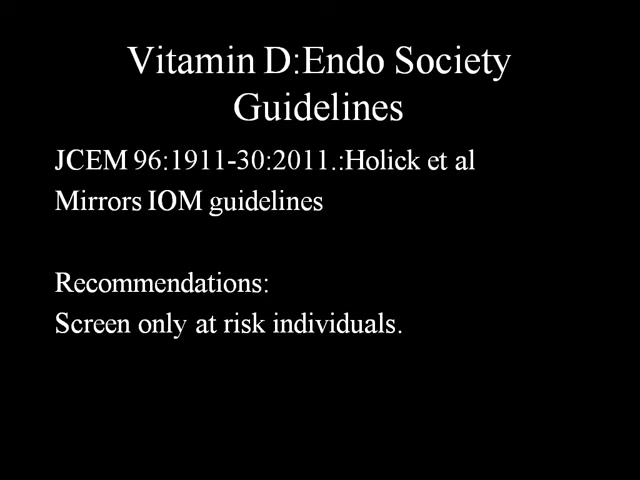 Vitamin D:Endo Society
Guidelines
JCEM 96:1911-30:2011.:Holick et al
Mirrors IOM guidelines
Recommendations:
Screen only at risk individuals.